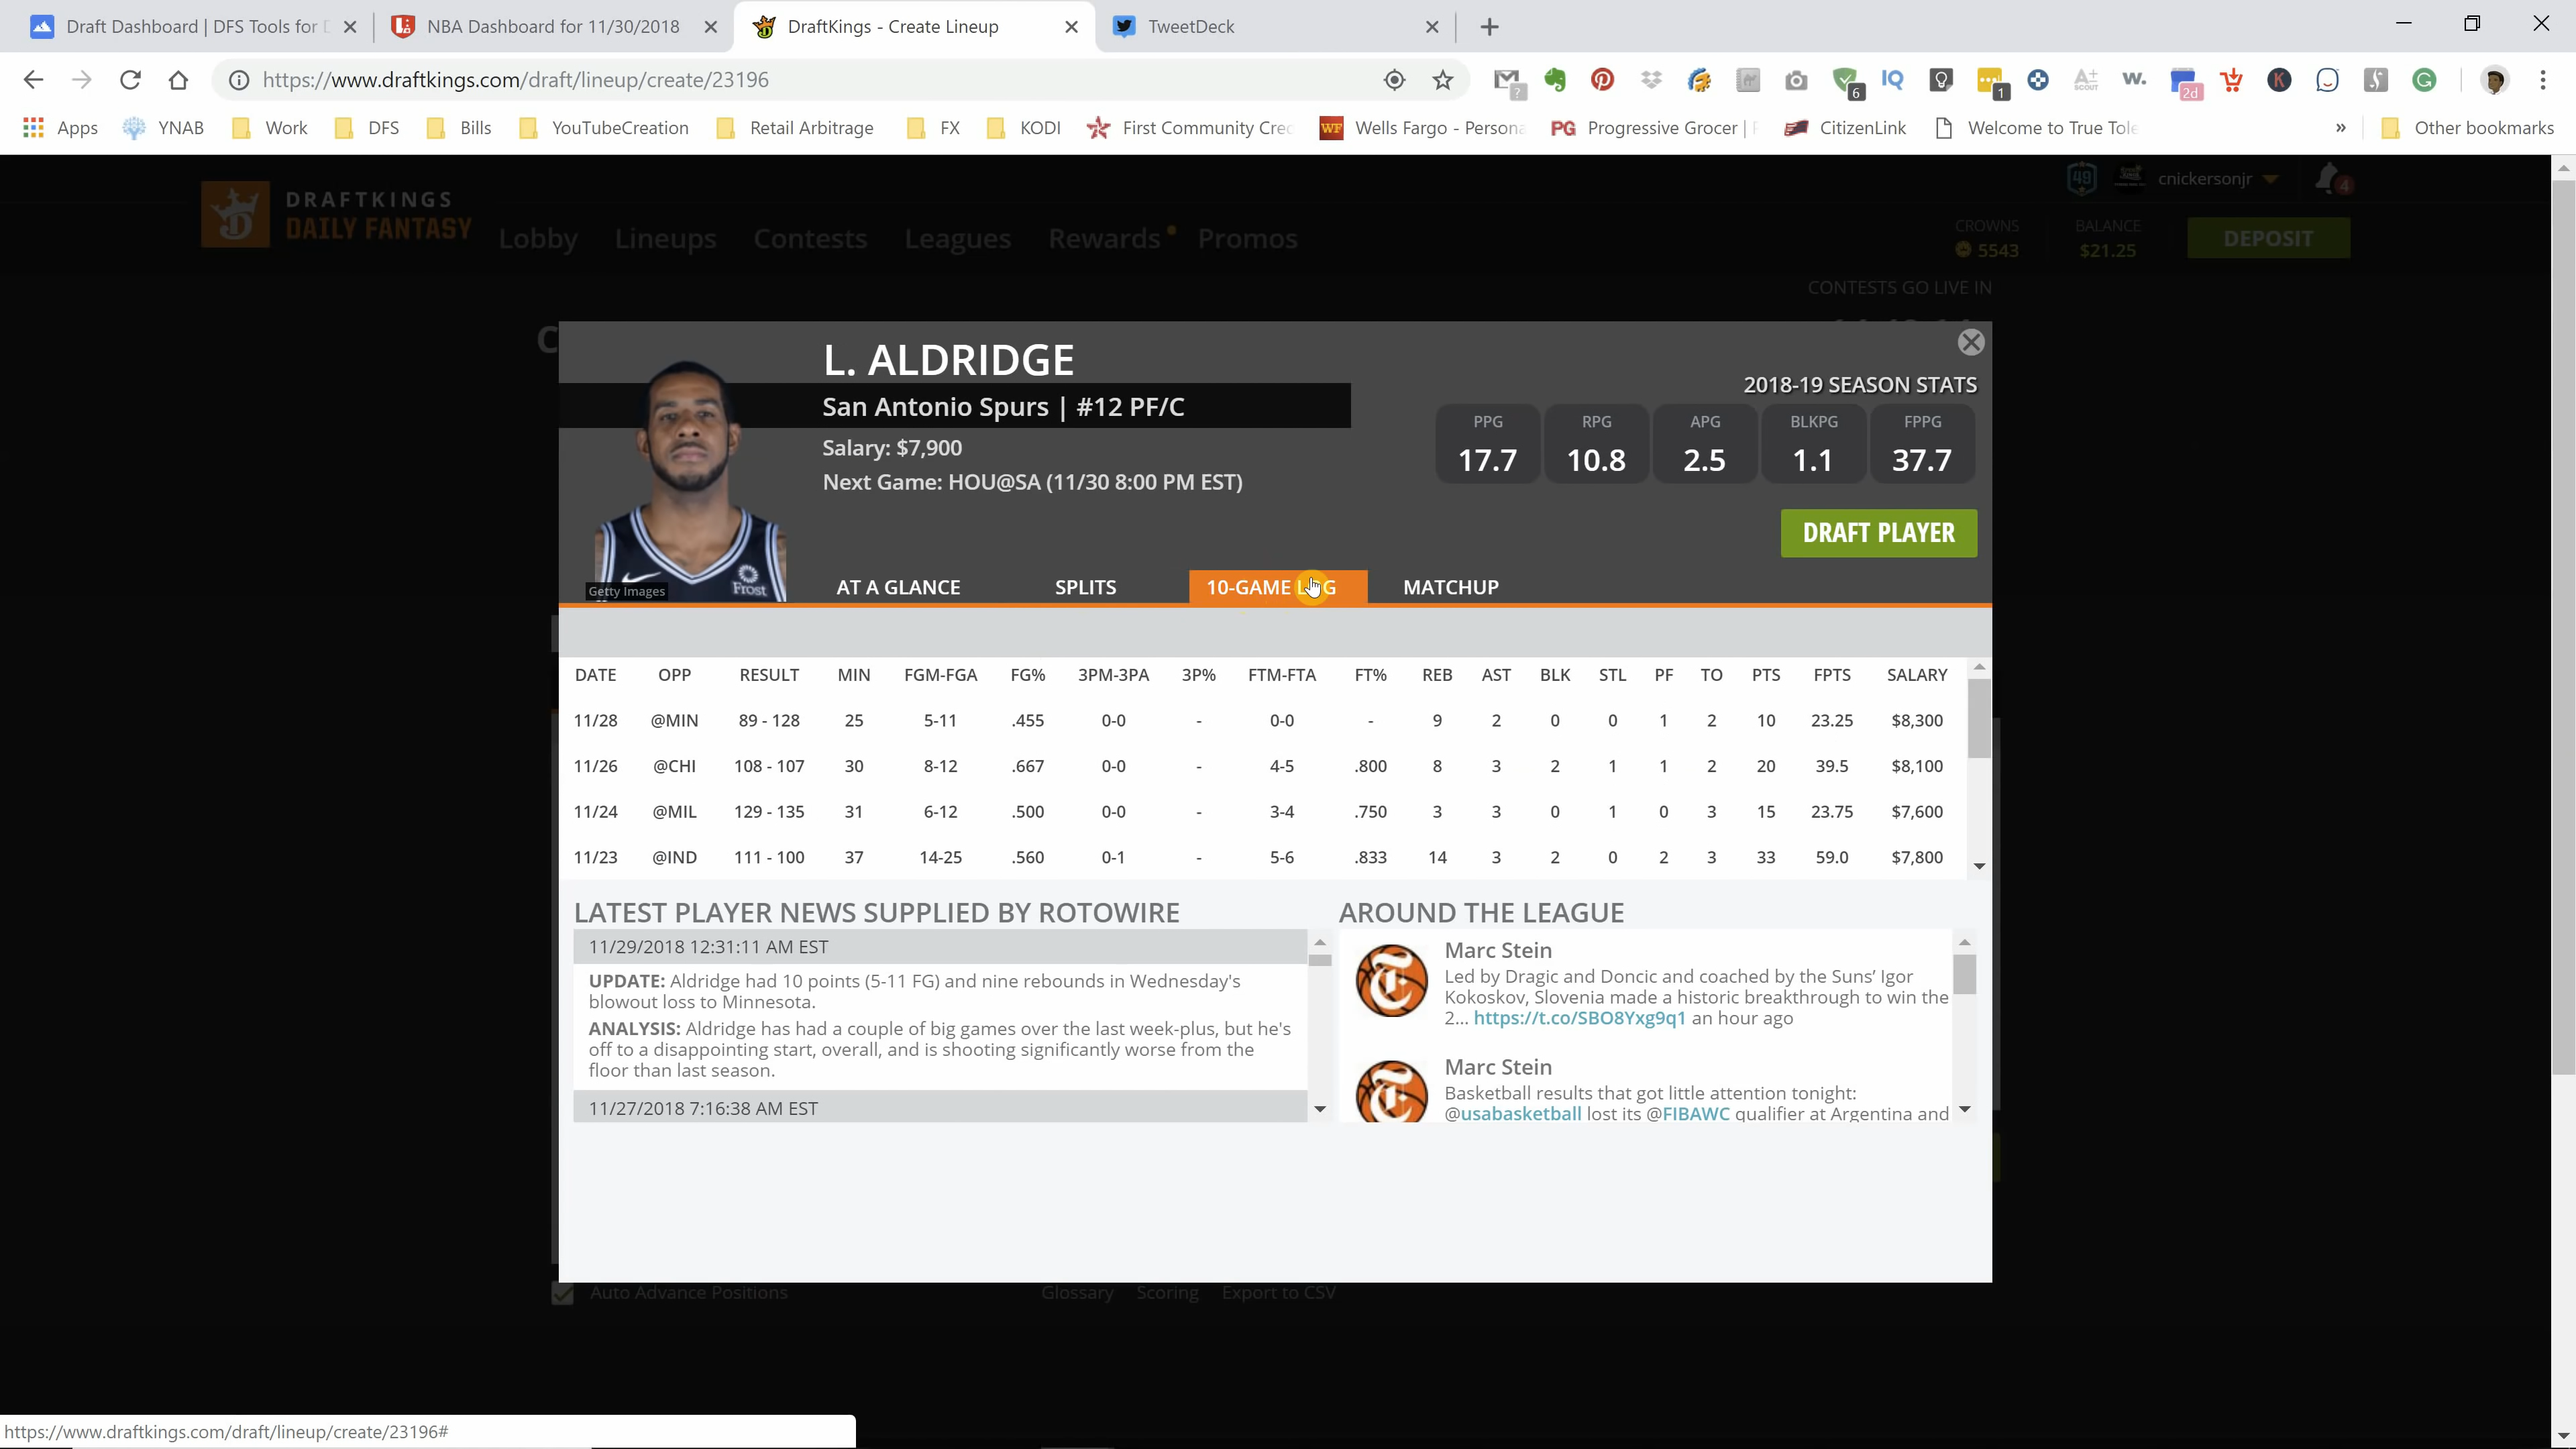 Draft Dashboard | DFS Tools for D
NBA Dashboard for 11/30/2018
DraftKings - Create Lineup
TweetDeck
https://www.draftkings.com/draft/lineup/create/23196
Apps YNAB Work DFS Bills YouTubeCreation Retail Arbitrage FX KODI First Community Cre Wells Fargo - Persona Progressive Grocer | CitizenLink Welcome to True Tole » Other bookmarks
DRAFTKINGS
DAILY FANTASY
Lobby Lineups Contests Leagues Rewards Promos
49 cnickersonjr 4
CROWNS
5543
BALANCE
$21.25
DEPOSIT
CONTESTS GO LIVE IN
L. ALDRIDGE
San Antonio Spurs | #12 PF/C
Salary: $7,900
Next Game: HOU@SA (11/30 8:00 PM EST)
2018-19 SEASON STATS
PPG RPG APG BLKPG FPPG
17.7 10.8 2.5 1.1 37.7
DRAFT PLAYER
Frost
Getty Images
AT A GLANCE SPLITS 10-GAME LOG MATCHUP
DATE OPP RESULT MIN FGM-FGA FG% 3PM-3PA 3P% FTM-FTA FT% REB AST BLK STL PF TO PTS FPTS SALARY
11/28 @MIN 89 - 128 25 5-11 .455 0-0 - 0-0 - 9 2 0 0 1 2 10 23.25 $8,300
11/26 @CHI 108 - 107 30 8-12 .667 0-0 - 4-5 .800 8 3 2 1 1 2 20 39.5 $8,100
11/24 @MIL 129 - 135 31 6-12 .500 0-0 - 3-4 .750 3 3 0 1 0 3 15 23.75 $7,600
11/23 @IND 111 - 100 37 14-25 .560 0-1 - 5-6 .833 14 3 2 0 2 3 33 59.0 $7,800
LATEST PLAYER NEWS SUPPLIED BY ROTOWIRE
11/29/2018 12:31:11 AM EST
UPDATE: Aldridge had 10 points (5-11 FG) and nine rebounds in Wednesday's
blowout loss to Minnesota.
ANALYSIS: Aldridge has had a couple of big games over the last week-plus, but he's
off to a disappointing start, overall, and is shooting significantly worse from the
floor than last season.
11/27/2018 7:16:38 AM EST
AROUND THE LEAGUE
Marc Stein
Led by Dragic and Doncic and coached by the Suns' Igor
Kokoskov, Slovenia made a historic breakthrough to win the
2... https://t.co/SBO8Yxg9q1 an hour ago
Marc Stein
Basketball results that got little attention tonight:
@usabasketball lost its @FIBAWC qualifier at Argentina and
Auto Advance Positions
Glossary Scoring Export to CSV
https://www.draftkings.com/draft/lineup/create/23196#